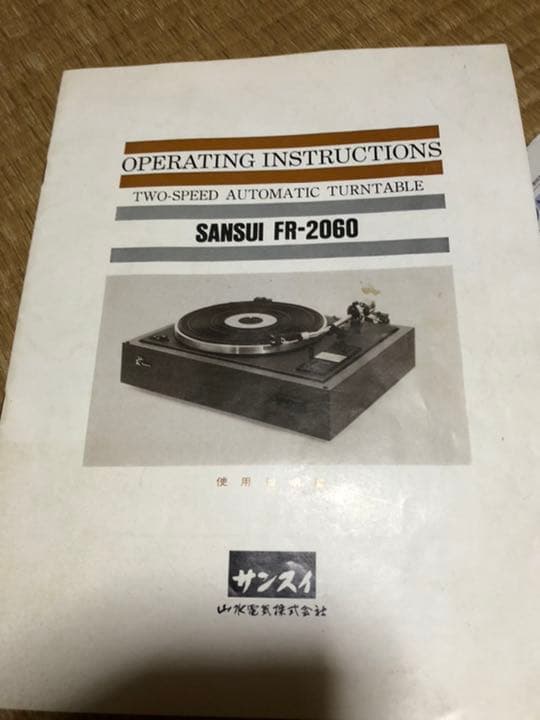 OPERATING INSTRUCTIONS
TWO-SPEED AUTOMATIC TURNTABLE
SANSUI FR-2060
使用説明書
サンスイ
山水電気株式会社